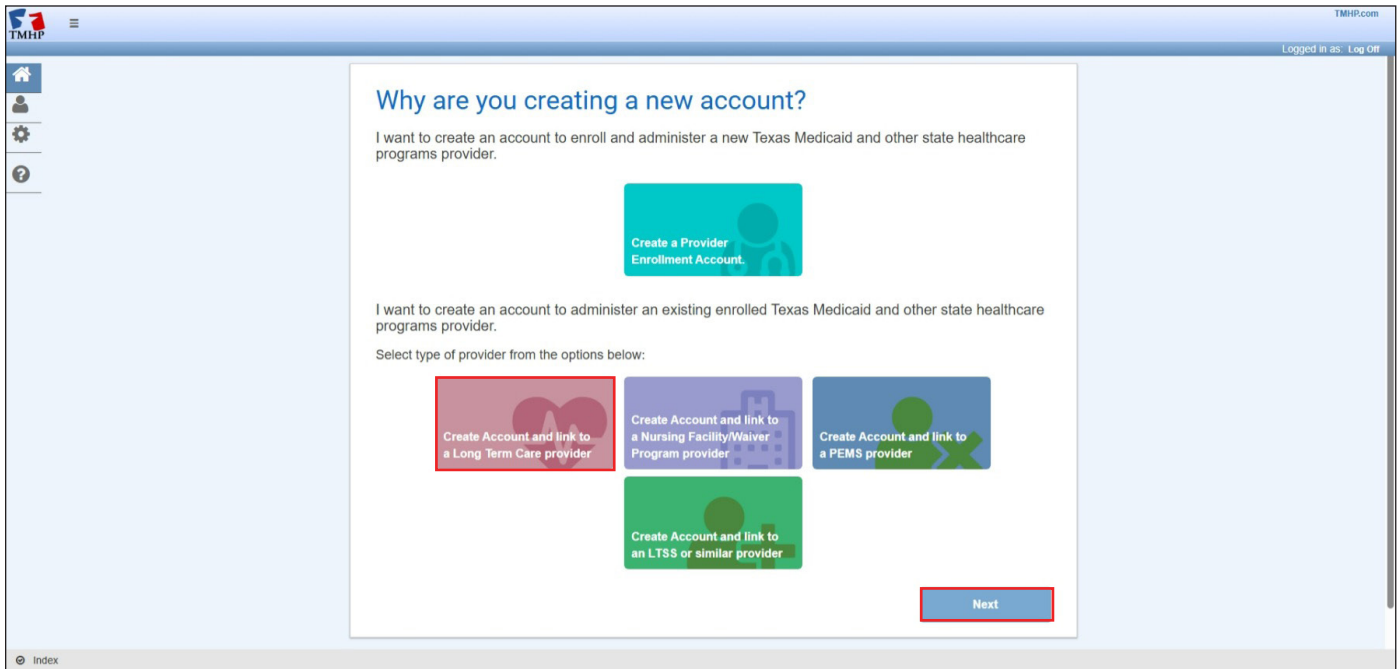 TMHP
TMHP.com
Logged in as: Log Off
Why are you creating a new account?
I want to create an account to enroll and administer a new Texas Medicaid and other state healthcare
programs provider.
Create a Provider
Enrollment Account.
I want to create an account to administer an existing enrolled Texas Medicaid and other state healthcare
programs provider.
Select type of provider from the options below:
Create Account and link to
a Long Term Care provider
Create Account and link to
a Nursing Facility/Waiver
Program provider
Create Account and link to
a PEMS provider
Create Account and link to
an LTSS or similar provider
Next
Index